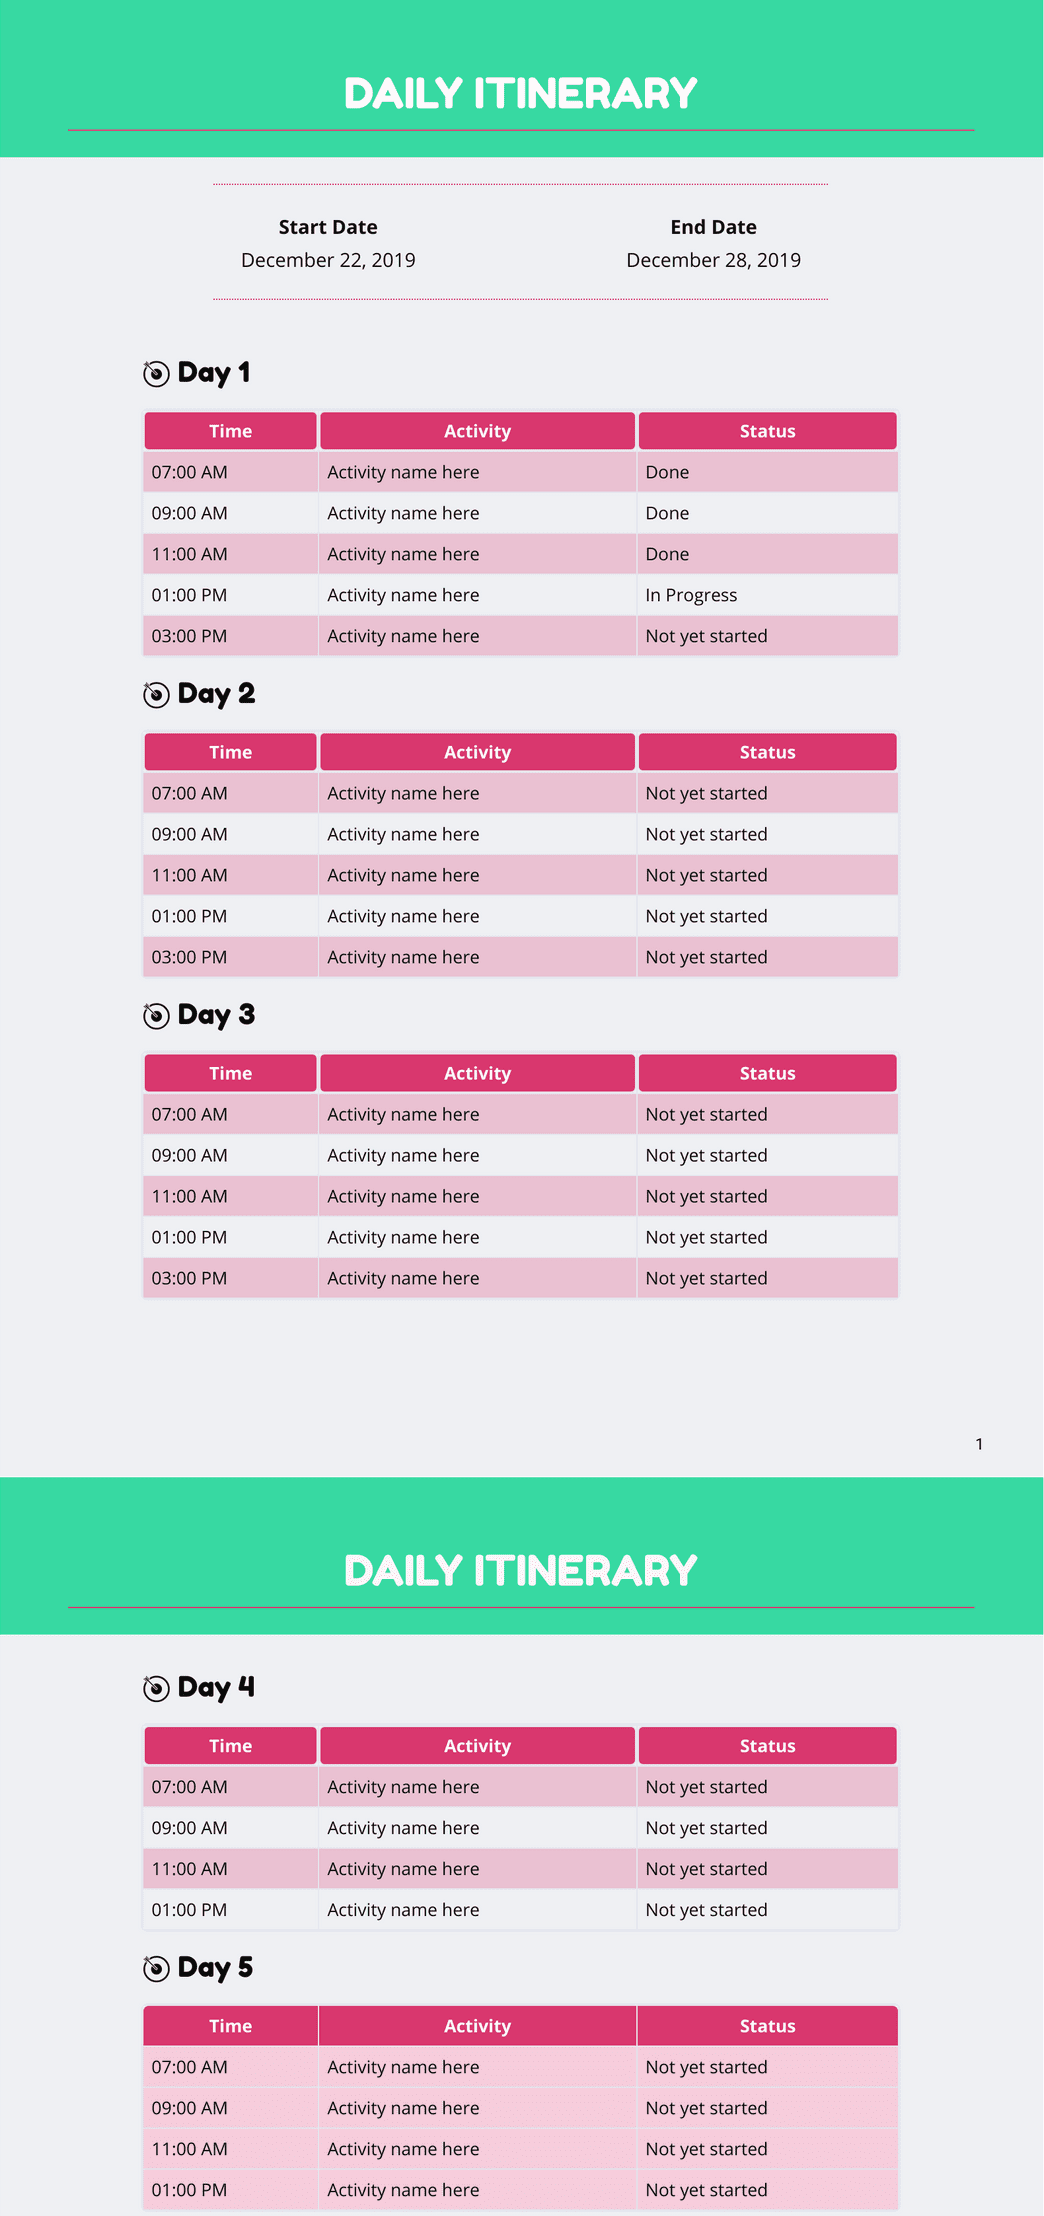 DAILY ITINERARY
Start Date End Date
December 22, 2019 December 28, 2019
Day 1
Time Activity Status
07:00 AM Activity name here Done
09:00 AM Activity name here Done
11:00 AM Activity name here Done
01:00 PM Activity name here In Progress
03:00 PM Activity name here Not yet started
Day 2
Time Activity Status
07:00 AM Activity name here Not yet started
09:00 AM Activity name here Not yet started
11:00 AM Activity name here Not yet started
01:00 PM Activity name here Not yet started
03:00 PM Activity name here Not yet started
Day 3
Time Activity Status
07:00 AM Activity name here Not yet started
09:00 AM Activity name here Not yet started
11:00 AM Activity name here Not yet started
01:00 PM Activity name here Not yet started
03:00 PM Activity name here Not yet started
1
DAILY ITINERARY
Day 4
Time Activity Status
07:00 AM Activity name here Not yet started
09:00 AM Activity name here Not yet started
11:00 AM Activity name here Not yet started
01:00 PM Activity name here Not yet started
Day 5
Time Activity Status
07:00 AM Activity name here Not yet started
09:00 AM Activity name here Not yet started
11:00 AM Activity name here Not yet started
01:00 PM Activity name here Not yet started